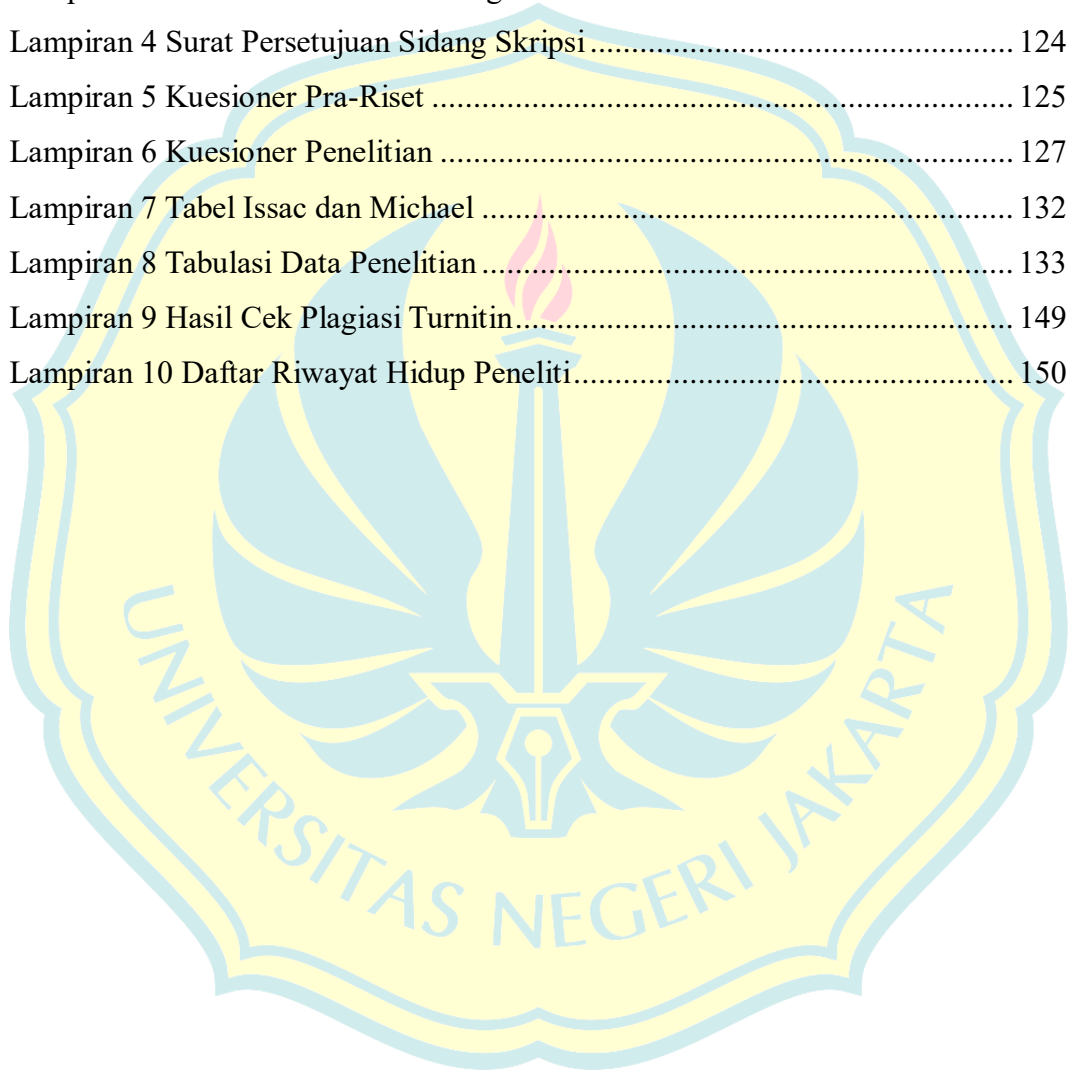 Lampiran 4 Surat Persetujuan Sidang Skripsi ........................................................ 124
Lampiran 5 Kuesioner Pra-Riset ........................................................................... 125
Lampiran 6 Kuesioner Penelitian .......................................................................... 127
Lampiran 7 Tabel Issac dan Michael ..................................................................... 132
Lampiran 8 Tabulasi Data Penelitian ..................................................................... 133
Lampiran 9 Hasil Cek Plagiasi Turnitin ................................................................. 149
Lampiran 10 Daftar Riwayat Hidup Peneliti .......................................................... 150
UNIVERSITAS NEGERI JAKARTA